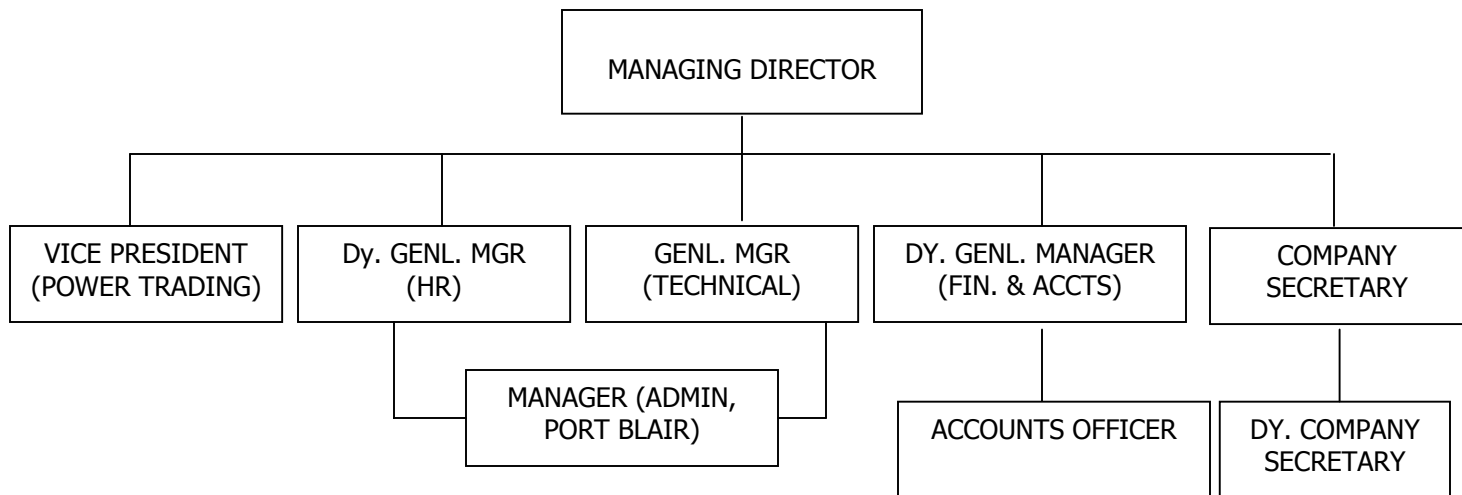 MANAGING DIRECTOR
VICE PRESIDENT
(POWER TRADING)
Dy. GENL. MGR
(HR)
GENL. MGR
(TECHNICAL)
DY. GENL. MANAGER
(FIN. & ACCTS)
COMPANY
SECRETARY
MANAGER (ADMIN,
PORT BLAIR)
ACCOUNTS OFFICER
DY. COMPANY
SECRETARY